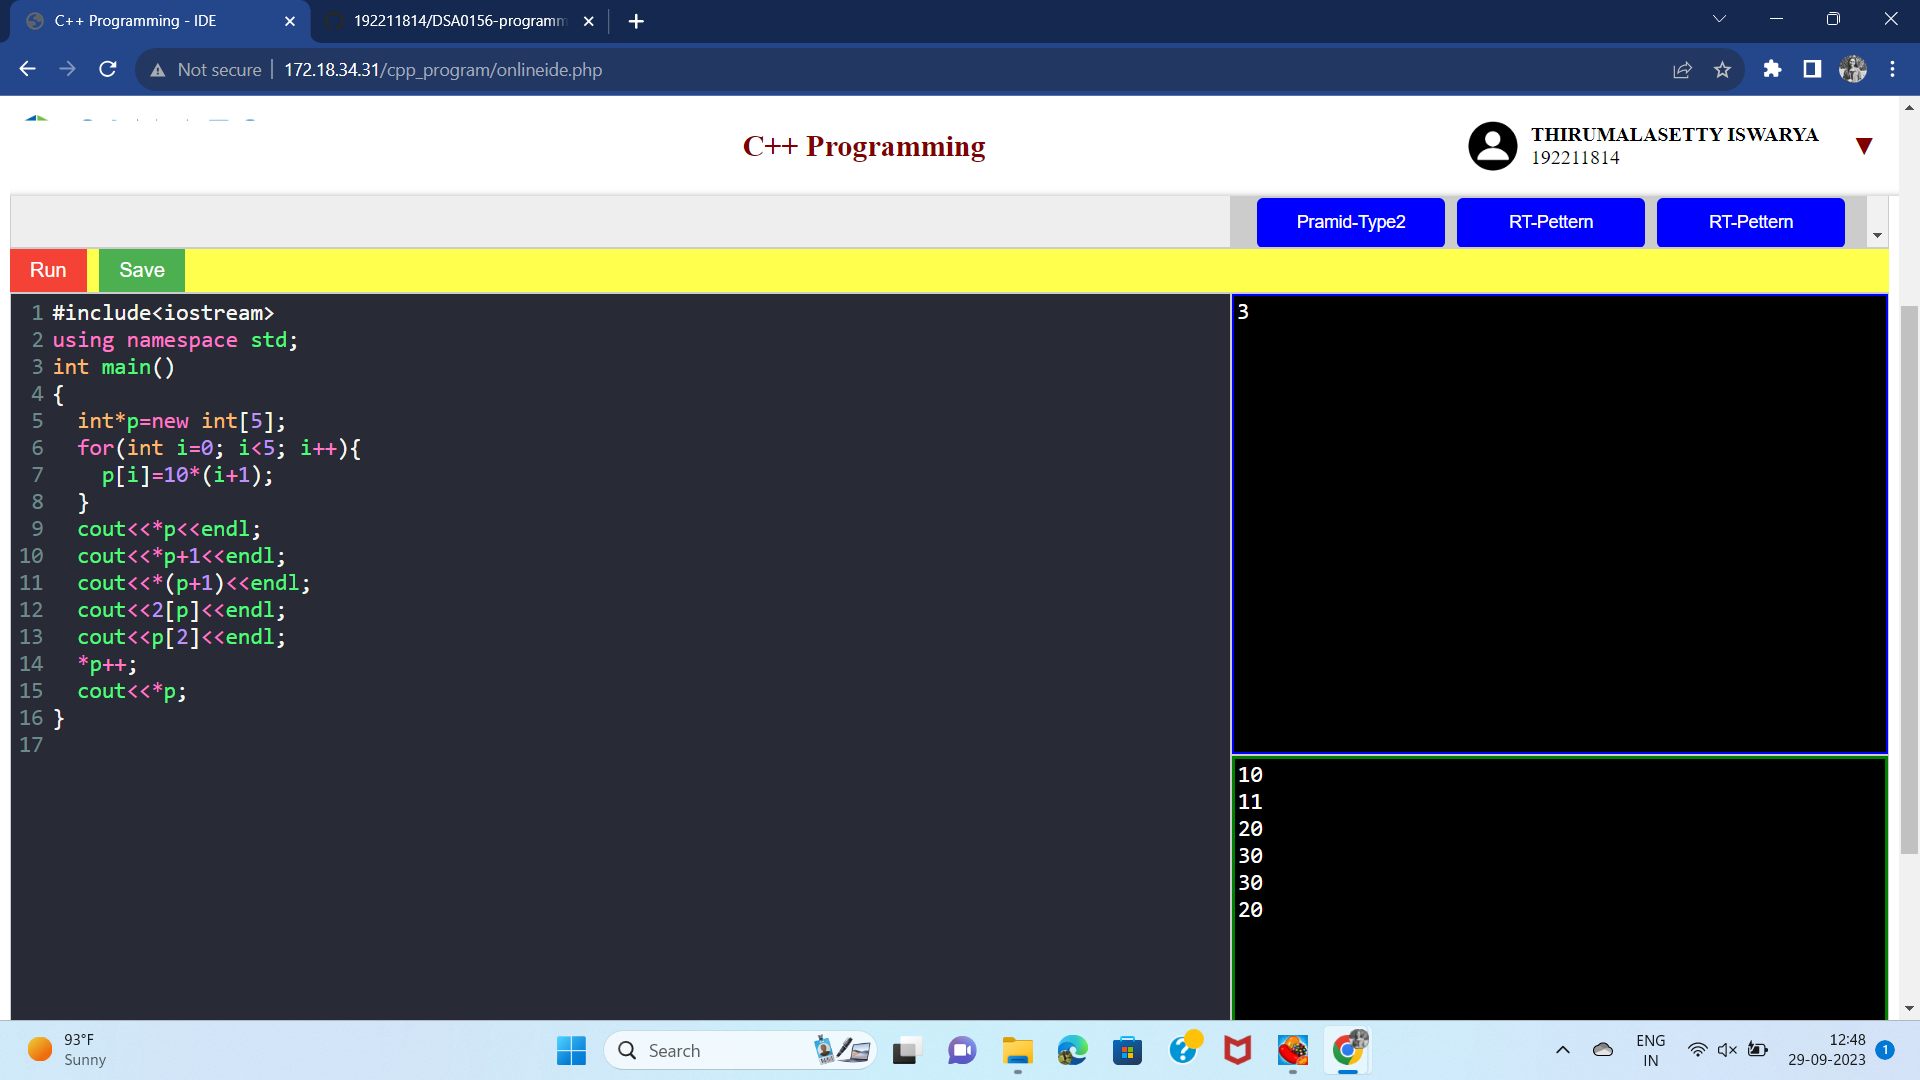 C++ Programming - IDE
192211814/DSA0156-programm
Not secure
172.18.34.31/cpp_program/onlineide.php
C++ Programming
THIRUMALASETTY ISWARYA
192211814
Pramid-Type2
RT-Pettern
RT-Pettern
Run
Save
1 #include<iostream>
2 using namespace std;
3 int main()
4 {
5   int*p=new int[5];
6   for(int i=0; i<5; i++){
7     p[i]=10*(i+1);
8   }
9   cout<<*p<<endl;
10   cout<<*p+1<<endl;
11   cout<<*(p+1)<<endl;
12   cout<<2[p]<<endl;
13   cout<<p[2]<<endl;
14   *p++;
15   cout<<*p;
16 }
17
3
10
11
20
30
30
20
93°F
Sunny
Search
ENG
IN
12:48
29-09-2023
1